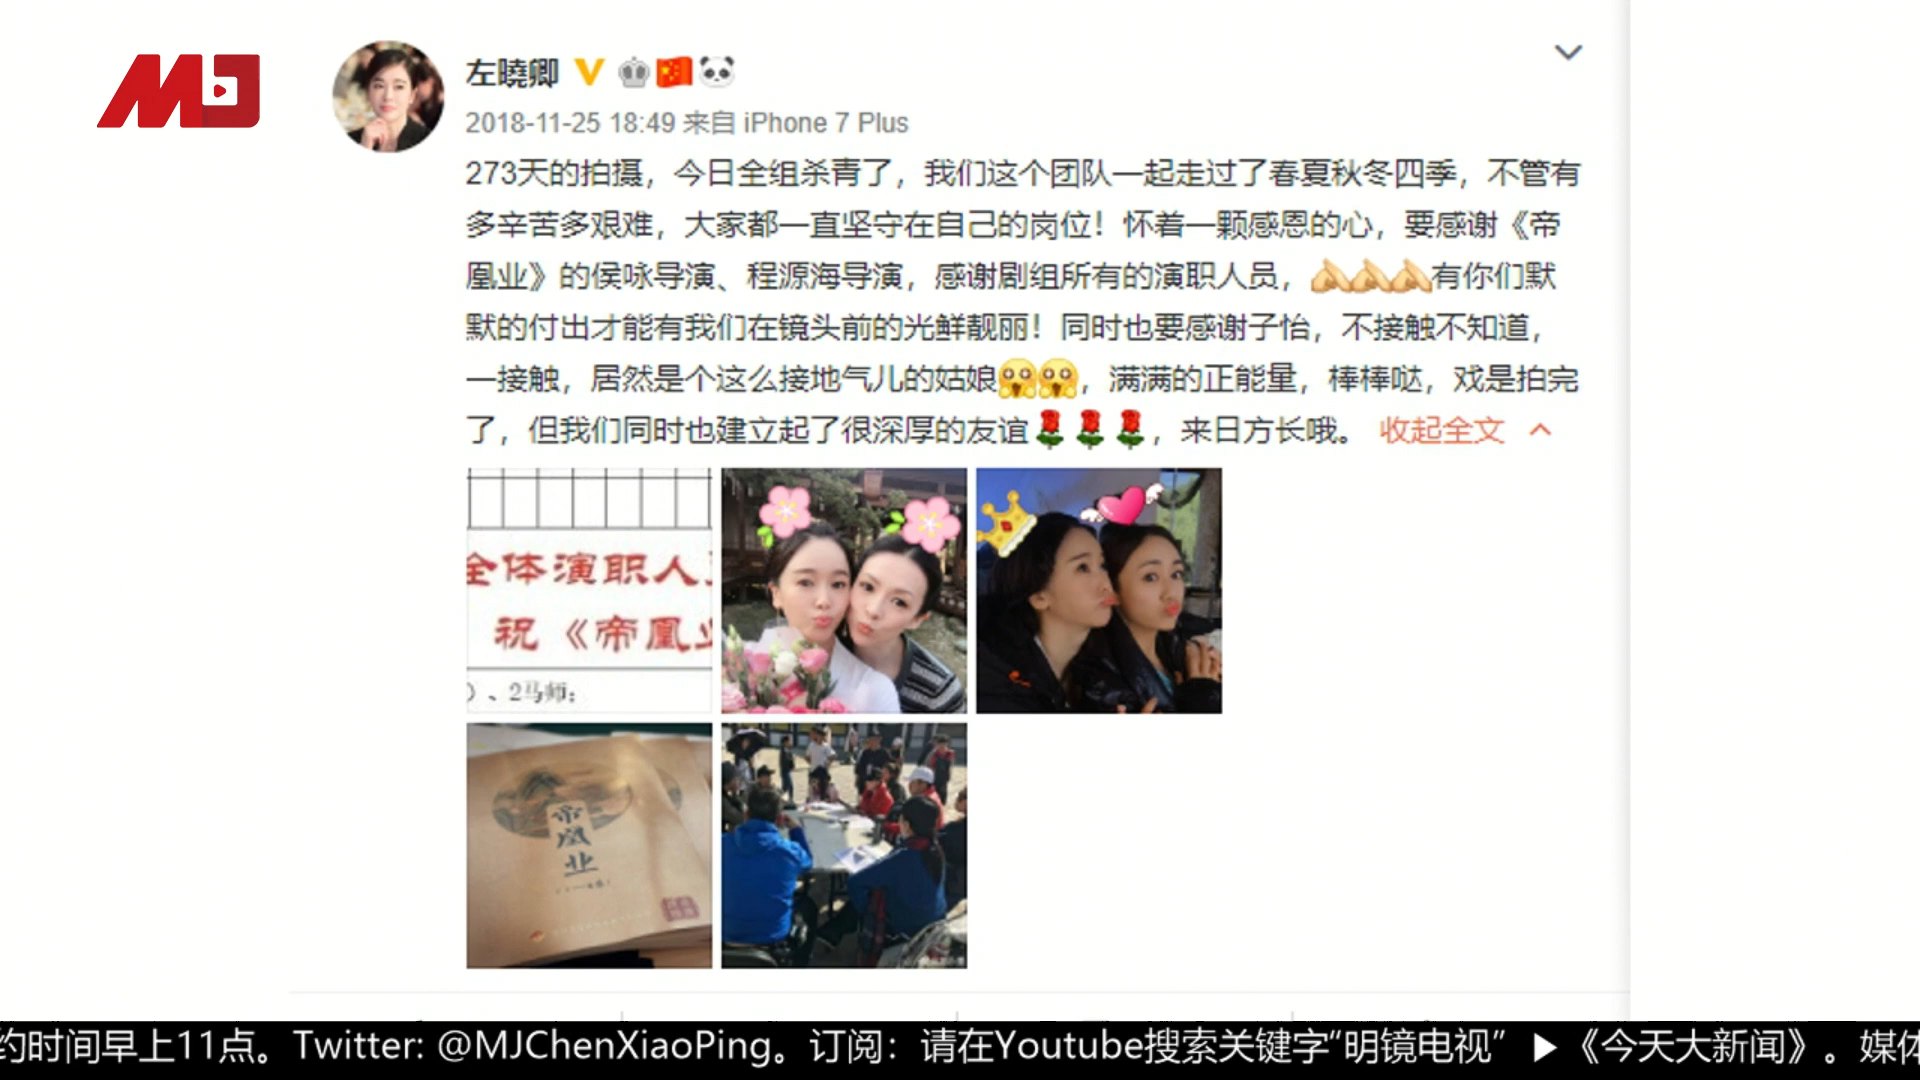 MJ
左曉卿
2018-11-25 18:49 来自 iPhone 7 Plus
273天的拍摄，今日全组杀青了，我们这个团队一起走过了春夏秋冬四季，不管有
多辛苦多艰难，大家都一直坚守在自己的岗位！怀着一颗感恩的心，要感谢《帝
凰业》的侯咏导演、程源海导演，感谢剧组所有的演职人员，有你们默
默的付出才能有我们在镜头前的光鲜靓丽！同时也要感谢子怡，不接触不知道，
一接触，居然是个这么接地气儿的姑娘，满满的正能量，棒棒哒，戏是拍完
了，但我们同时也建立起了很深厚的友谊，来日方长哦。 收起全文
全体演职人
祝《帝凰业
）、2马师：
帝凰业
约时间早上11点。Twitter: @MJChenXiaoPing。订阅：请在Youtube搜索关键字“明镜电视” ▶《今天大新闻》。媒体